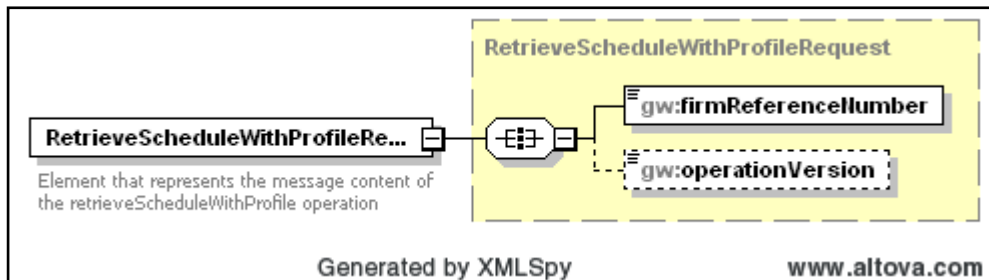 RetrieveScheduleWithProfileRequest
gw:firmReferenceNumber
RetrieveScheduleWithProfileRe...
gw:operationVersion
Element that represents the message content of
the retrieveScheduleWithProfile operation
Generated by XMLSpy
www.altova.com